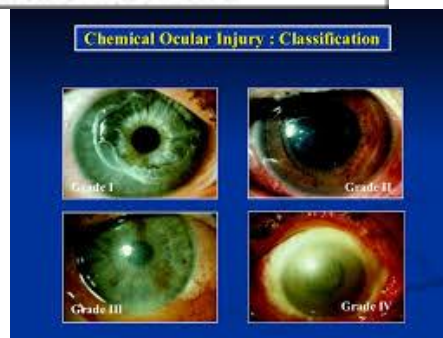 Chemical Ocular Injury : Classification
Grade I
Grade II
Grade III
Grade IV